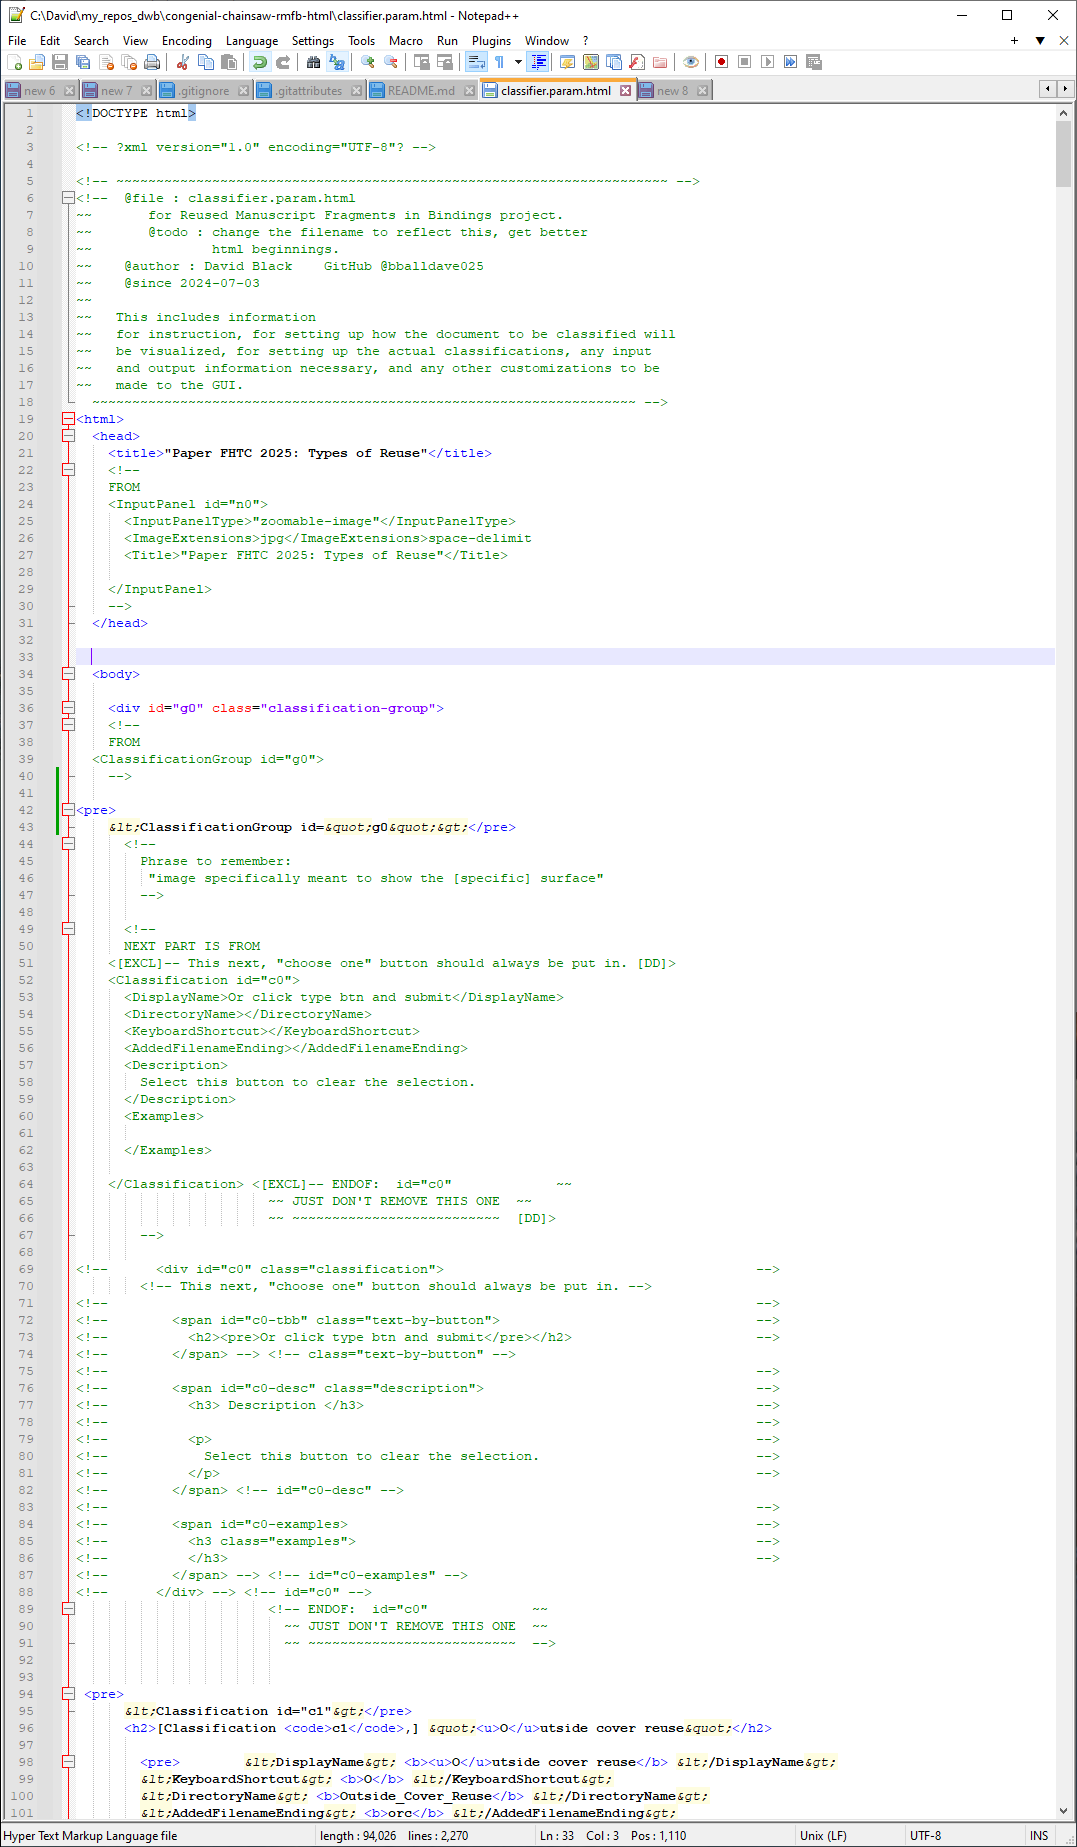 C:\David\my_repos_dwb\congenial-chainsaw-rmfb-html\classifier.param.html - Notepad++
File Edit Search View Encoding Language Settings Tools Macro Run Plugins Window ?
new 6 new 7 .gitignore .gitattributes README.md classifier.param.html new 8
1 <!DOCTYPE html>
2
3 <!-- ?xml version="1.0" encoding="UTF-8"? -->
4
5 <!-- ~~~~~~~~~~~~~~~~~~~~~~~~~~~~~~~~~~~~~~~~~~~~~~~~~~~~~~~~~~~~~~~~~~~~~ -->
6 <!--  @file : classifier.param.html
7 ~~       for Reused Manuscript Fragments in Bindings project.
8 ~~       @todo : change the filename to reflect this, get better
9 ~~               html beginnings.
10 ~~    @author : David Black    GitHub @bballdave025
11 ~~    @since 2024-07-03
12 ~~
13 ~~   This includes information
14 ~~   for instruction, for setting up how the document to be classified will
15 ~~   be visualized, for setting up the actual classifications, any input
16 ~~   and output information necessary, and any other customizations to be
17 ~~   made to the GUI.
18   ~~~~~~~~~~~~~~~~~~~~~~~~~~~~~~~~~~~~~~~~~~~~~~~~~~~~~~~~~~~~~~~~~~~~ -->
19 <html>
20   <head>
21     <title>"Paper FHTC 2025: Types of Reuse"</title>
22     <!--
23     FROM
24     <InputPanel id="n0">
25       <InputPanelType>"zoomable-image"</InputPanelType>
26       <ImageExtensions>jpg</ImageExtensions>space-delimit
27       <Title>"Paper FHTC 2025: Types of Reuse"</Title>
28
29     </InputPanel>
30     -->
31   </head>
32
33
34   <body>
35
36     <div id="g0" class="classification-group">
37     <!--
38     FROM
39   <ClassificationGroup id="g0">
40     -->
41
42 <pre>
43     &lt;ClassificationGroup id=&quot;g0&quot;&gt;</pre>
44       <!--
45         Phrase to remember:
46          "image specifically meant to show the [specific] surface"
47         -->
48
49       <!--
50       NEXT PART IS FROM
51     <[EXCL]-- This next, "choose one" button should always be put in. [DD]>
52     <Classification id="c0">
53       <DisplayName>Or click type btn and submit</DisplayName>
54       <DirectoryName></DirectoryName>
55       <KeyboardShortcut></KeyboardShortcut>
56       <AddedFilenameEnding></AddedFilenameEnding>
57       <Description>
58         Select this button to clear the selection.
59       </Description>
60       <Examples>
61
62       </Examples>
63
64     </Classification> <[EXCL]-- ENDOF:  id="c0"             ~~
65                         ~~ JUST DON'T REMOVE THIS ONE  ~~
66                         ~~ ~~~~~~~~~~~~~~~~~~~~~~~~~~  [DD]>
67         -->
68
69 <!--      <div id="c0" class="classification">                                       -->
70         <!-- This next, "choose one" button should always be put in. -->
71 <!--                                                                                 -->
72 <!--        <span id="c0-tbb" class="text-by-button">                                -->
73 <!--          <h2><pre>Or click type btn and submit</pre></h2>                       -->
74 <!--        </span> --> <!-- class="text-by-button" -->
75 <!--                                                                                 -->
76 <!--        <span id="c0-desc" class="description">                                  -->
77 <!--          <h3> Description </h3>                                                 -->
78 <!--                                                                                 -->
79 <!--          <p>                                                                    -->
80 <!--            Select this button to clear the selection.                           -->
81 <!--          </p>                                                                   -->
82 <!--        </span> <!-- id="c0-desc" -->
83 <!--                                                                                 -->
84 <!--        <span id="c0-examples>                                                   -->
85 <!--          <h3 class="examples">                                                  -->
86 <!--          </h3>                                                                  -->
87 <!--        </span> --> <!-- id="c0-examples" -->
88 <!--      </div> --> <!-- id="c0" -->
89                         <!-- ENDOF:  id="c0"             ~~
90                           ~~ JUST DON'T REMOVE THIS ONE  ~~
91                           ~~ ~~~~~~~~~~~~~~~~~~~~~~~~~~~~  -->
92
93
94  <pre>
95       &lt;Classification id="c1"&gt;</pre>
96       <h2>[Classification <code>c1</code>,] &quot;<u>O</u>utside cover reuse&quot;</h2>
97
98         <pre>        &lt;DisplayName&gt; <b><u>O</u>utside cover reuse</b> &lt;/DisplayName&gt;
99         &lt;KeyboardShortcut&gt; <b>O</b> &lt;/KeyboardShortcut&gt;
100         &lt;DirectoryName&gt; <b>Outside_Cover_Reuse</b> &lt;/DirectoryName&gt;
101         &lt;AddedFilenameEnding&gt; <b>orc</b> &lt;/AddedFilenameEnding&gt;
Hyper Text Markup Language file length : 94,026 lines : 2,270 Ln : 33 Col : 3 Pos : 1,110 Unix (LF) UTF-8 INS